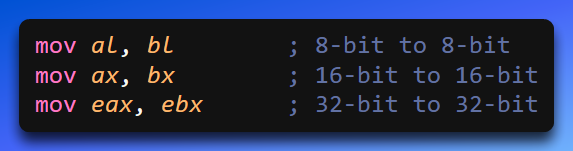 mov al, bl        ; 8-bit to 8-bit
mov ax, bx        ; 16-bit to 16-bit
mov eax, ebx      ; 32-bit to 32-bit